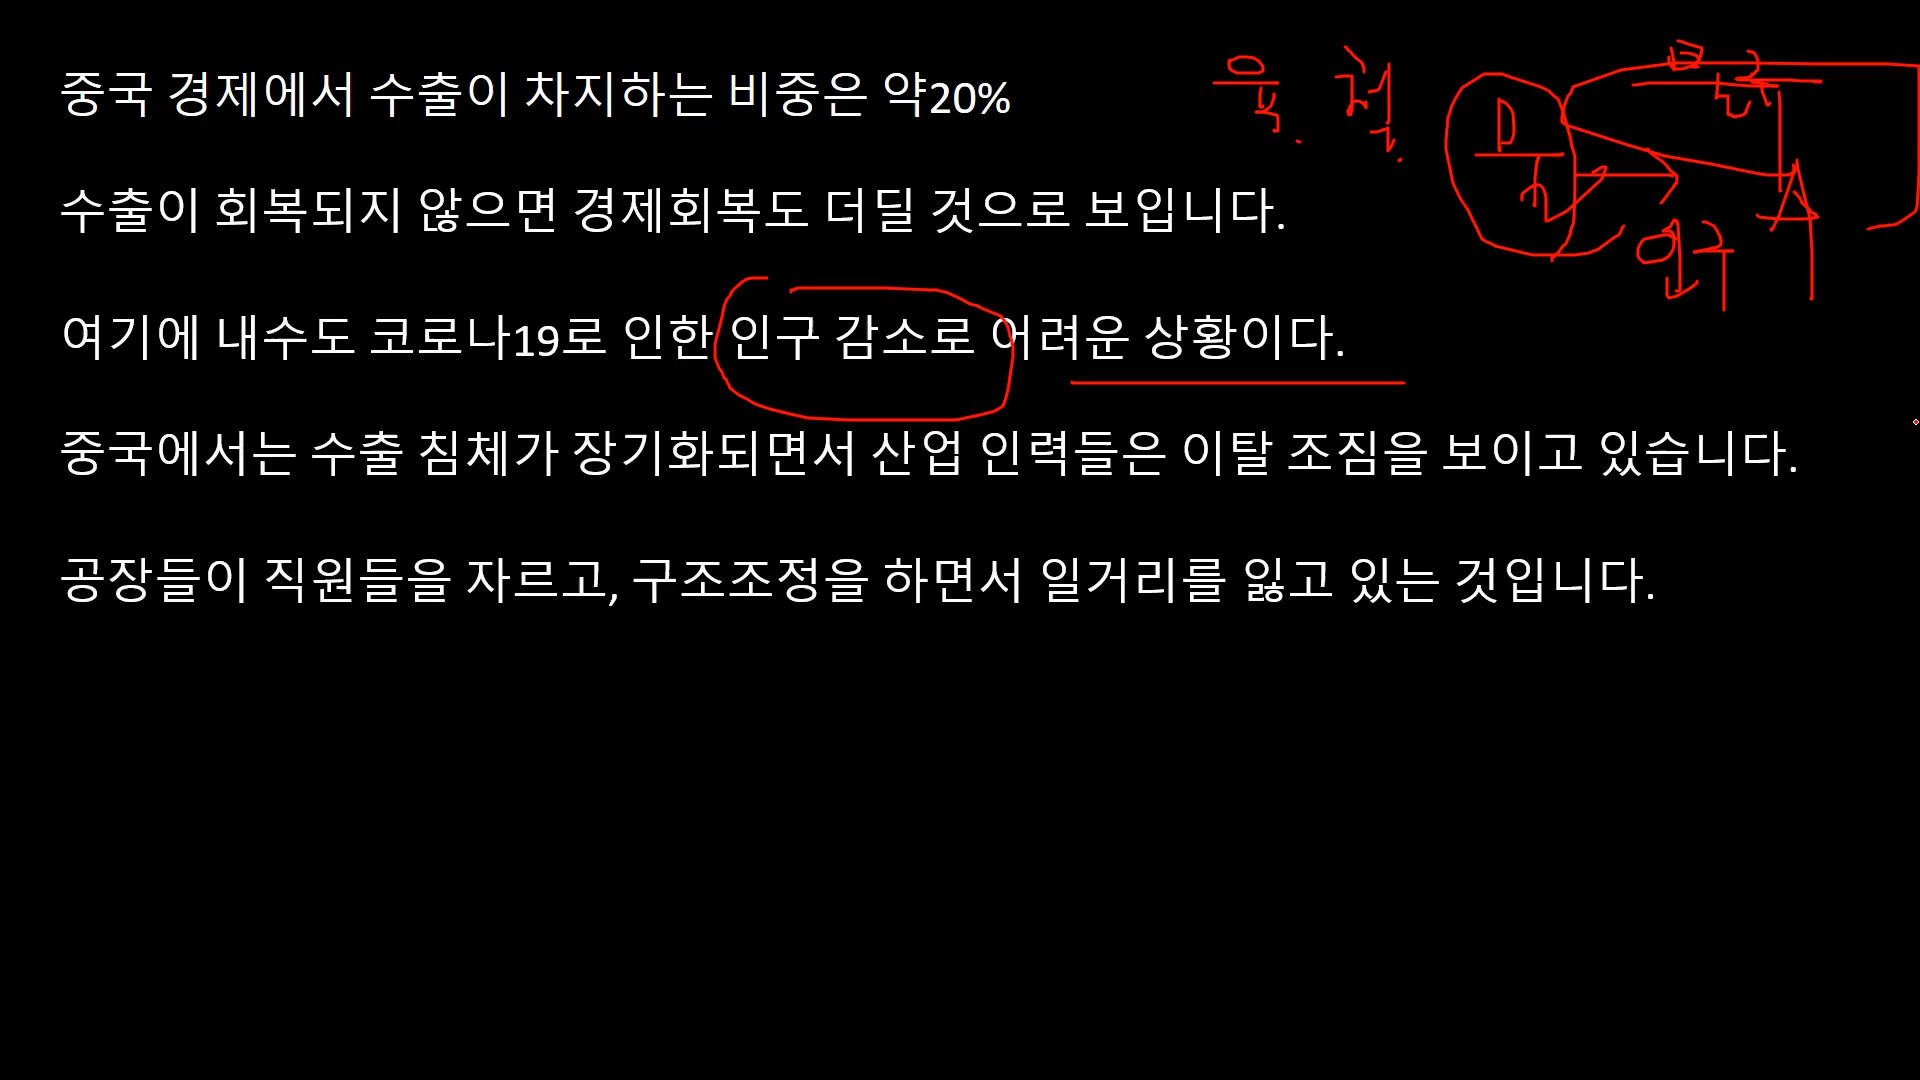 중국 경제에서 수출이 차지하는 비중은 약20%
수출이 회복되지 않으면 경제회복도 더딜 것으로 보입니다.
여기에 내수도 코로나19로 인한 인구 감소로 어려운 상황이다.
중국에서는 수출 침체가 장기화되면서 산업 인력들은 이탈 조짐을 보이고 있습니다.
공장들이 직원들을 자르고, 구조조정을 하면서 일거리를 잃고 있는 것입니다.
인구